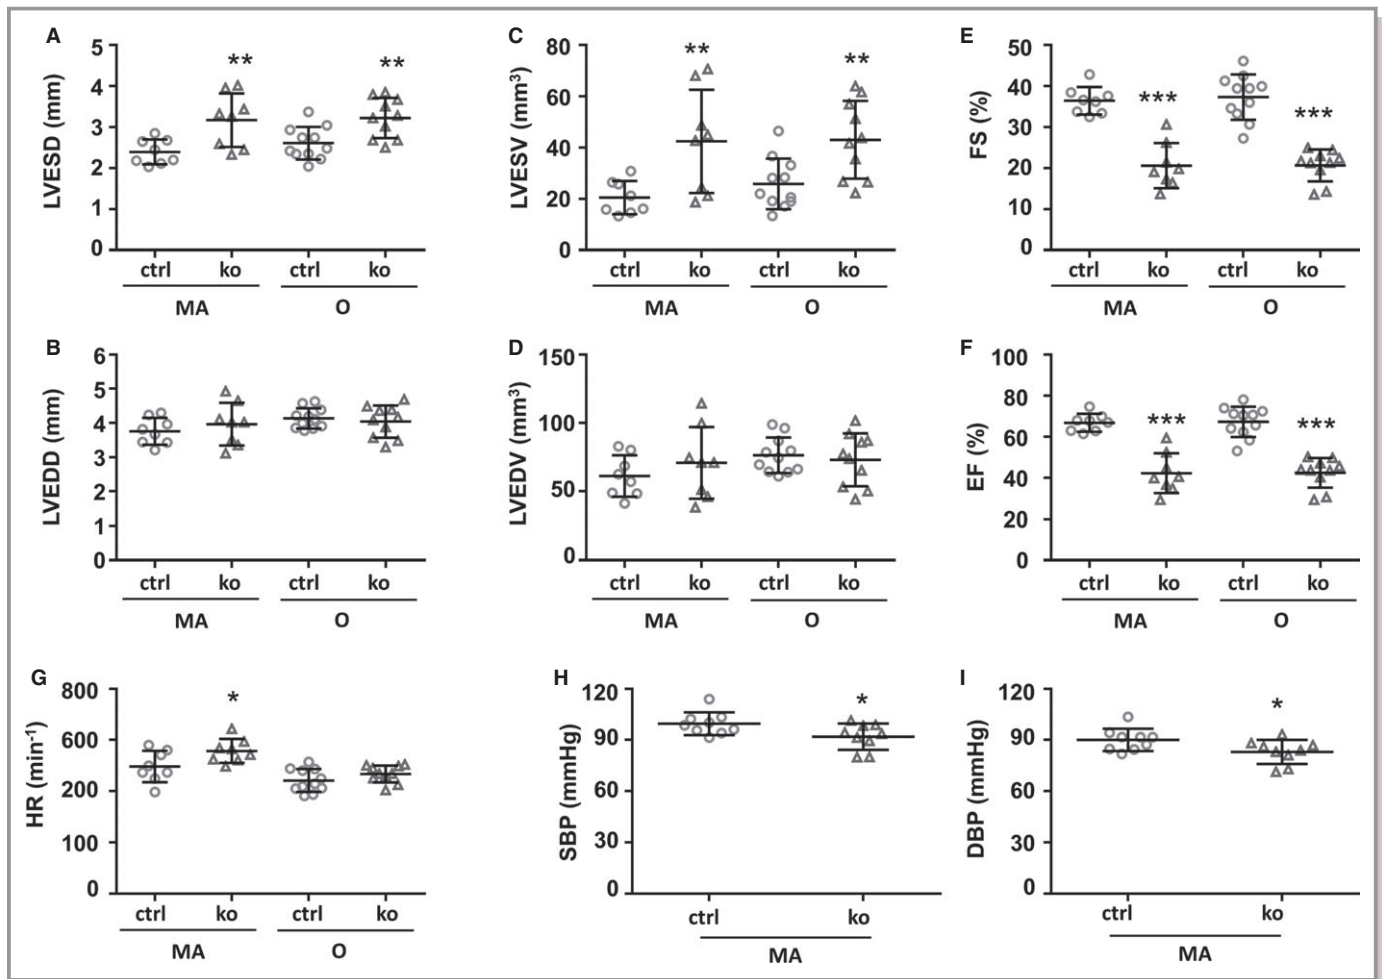 A
LVESD (mm)
5
4
3
2
1
0
**
**
ctrl ko ctrl ko
MA O
C
LVESV (mm³)
80
60
40
20
0
**
**
ctrl ko ctrl ko
MA O
E
FS (%)
50
40
30
20
10
0
***
***
ctrl ko ctrl ko
MA O
B
LVEDD (mm)
6
5
4
3
2
1
0
ctrl ko ctrl ko
MA O
D
LVEDV (mm³)
150
100
50
0
ctrl ko ctrl ko
MA O
F
EF (%)
100
80
60
40
20
0
***
***
ctrl ko ctrl ko
MA O
G
HR (min⁻¹)
800
600
200
100
0
*
ctrl ko ctrl ko
MA O
H
SBP (mmHg)
120
90
60
30
0
*
ctrl ko
MA
I
DBP (mmHg)
120
90
60
30
0
*
ctrl ko
MA